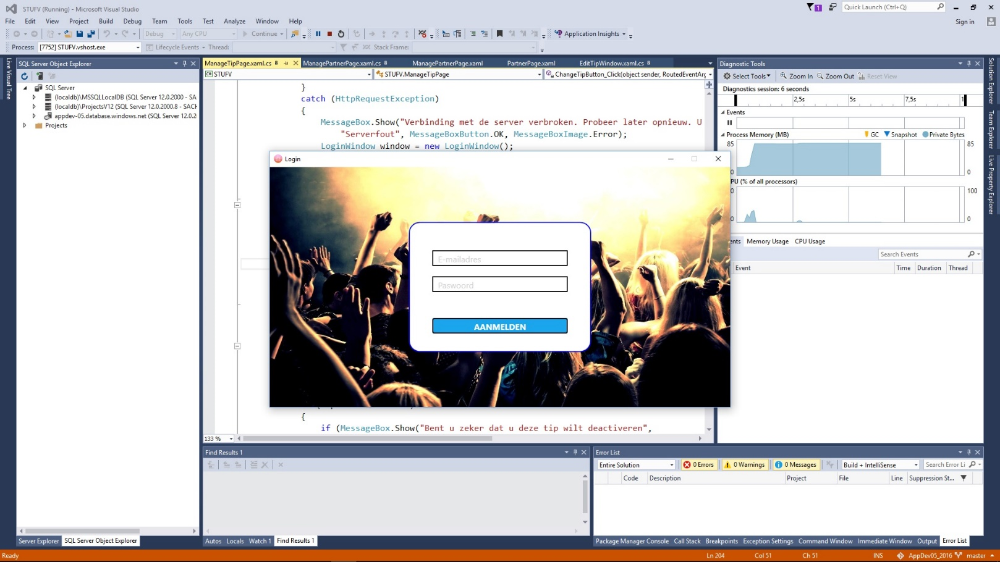 STUFV (Running) - Microsoft Visual Studio
1
Quick Launch (Ctrl+Q)
File Edit View Project Build Debug Team Tools Test Analyze Window Help
Sign in
Debug Any CPU Continue Application Insights
Process: [7752] STUFV.vshost.exe Lifecycle Events Thread: Stack Frame:
Live Visual Tree
SQL Server Object Explorer
SQL Server
(localdb)\MSSQLLocalDB (SQL Server 12.0.2000 - SA
(localdb)\ProjectsV12 (SQL Server 12.0.2000.8 - SACH
appdev-05.database.windows.net (SQL Server 12.0.2
Projects
Server Explorer SQL Server Object Explorer
ManageTipPage.xaml.cs ManagePartnerPage.xaml.cs ManagePartnerPage.xaml PartnerPage.xaml EditTipWindow.xaml.cs
STUFV STUFV.ManageTipPage ChangeTipButton_Click(object sender, RoutedEventArg
}
catch (HttpRequestException)
{
MessageBox.Show("Verbinding met de server verbroken. Probeer later opnieuw. U
"Serverfout", MessageBoxButton.OK, MessageBoxImage.Error);
LoginWindow window = new LoginWindow();
Login
E-mailadres
Paswoord
AANMELDEN
{
if (MessageBox.Show("Bent u zeker dat u deze tip wilt deactiveren",
133 %
Diagnostic Tools
Select Tools Zoom In Zoom Out Reset View
Diagnostics session: 6 seconds
2,5s 5s 7,5s 1
Events
Process Memory (MB) GC Snapshot Private Bytes
85 85
0 0
PU (% of all processors)
0 100
0 0
ents Memory Usage CPU Usage
Search Events
Event Time Duration Thread
Solution Explorer
Team Explorer
Live Property Explorer
Find Results 1
Autos Locals Watch 1 Find Results 1
Error List
Entire Solution 0 Errors 0 Warnings 0 Messages Build + IntelliSense Search Error Li
Code Description Project File Line Suppression St...
Package Manager Console Call Stack Breakpoints Exception Settings Command Window Immediate Window Output Error List
Ready Ln 204 Col 51 Ch 51 INS AppDev05_2016 master